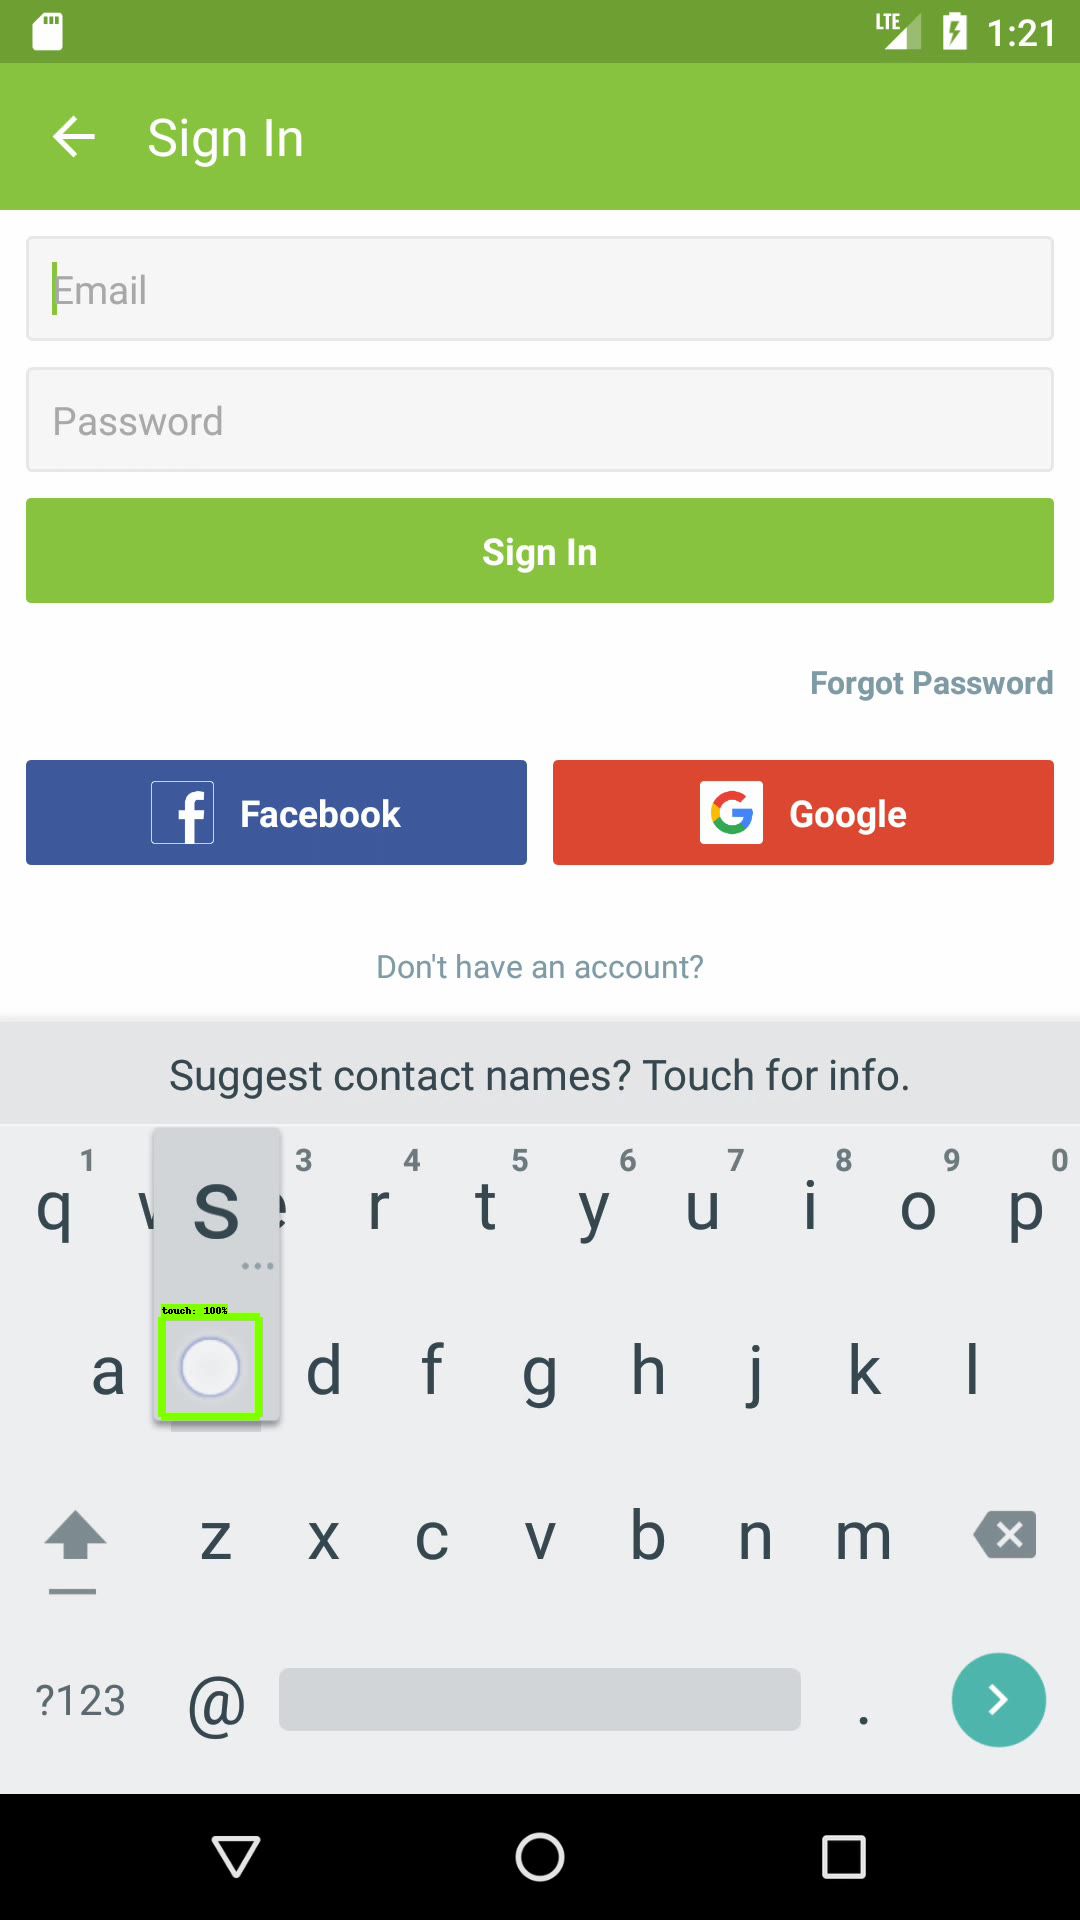 LTE 1:21
Sign In
Email
Password
Sign In
Forgot Password
Facebook
G Google
Don't have an account?
Suggest contact names? Touch for info.
1 3 4 5 6 7 8 9 0
q w s e r t y u i o p
touch: 100%
a d f g h j k l
z x c v b n m
?123 @ .